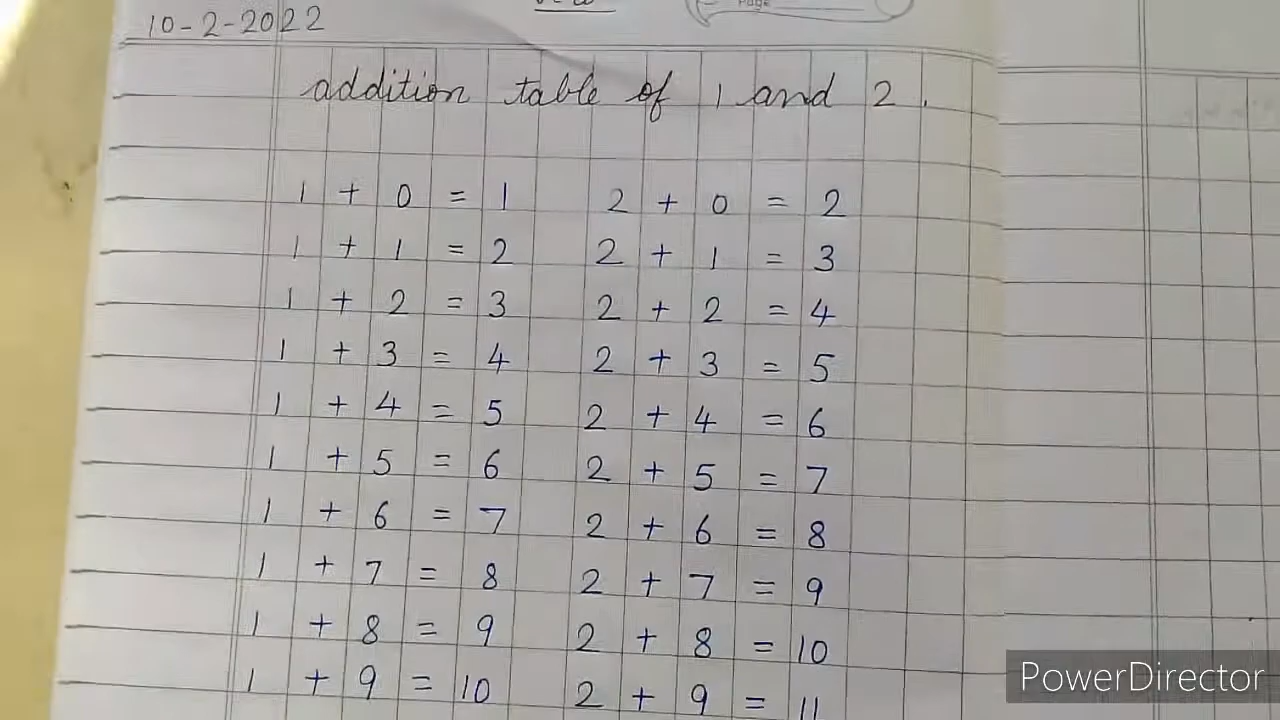 Page
10-2-2022
addition table of 1 and 2.
1 + 0 = 1 2 + 0 = 2
1 + 1 = 2 2 + 1 = 3
1 + 2 = 3 2 + 2 = 4
1 + 3 = 4 2 + 3 = 5
1 + 4 = 5 2 + 4 = 6
1 + 5 = 6 2 + 5 = 7
1 + 6 = 7 2 + 6 = 8
1 + 7 = 8 2 + 7 = 9
1 + 8 = 9 2 + 8 = 10
1 + 9 = 10 2 + 9 = 11
PowerDirector